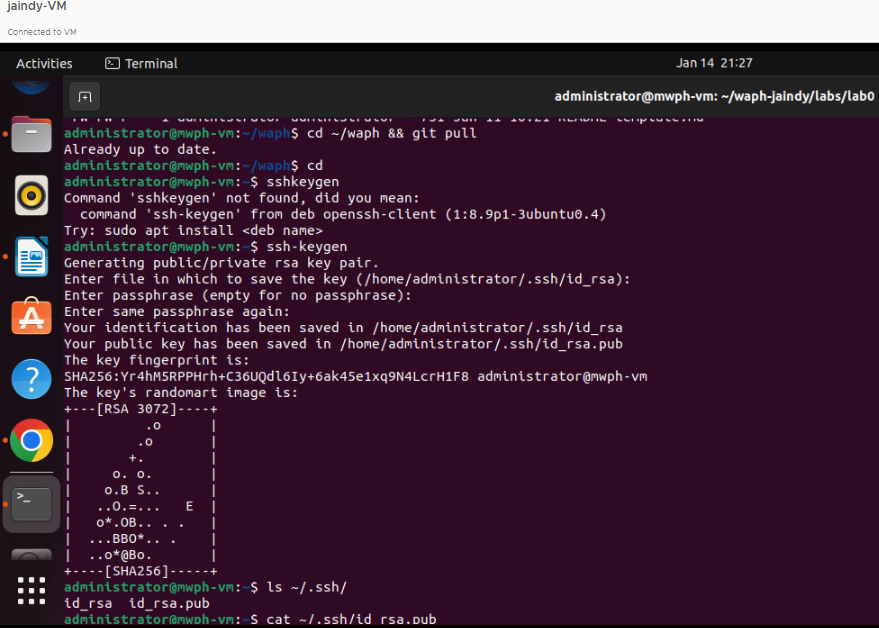 jaindy-VM
Connected to VM
Activities
Terminal
Jan 14 21:27
administrator@mwph-vm: ~/waph-jaindy/labs/lab0
administrator@mwph-vm:~/waph$ cd ~/waph && git pull
Already up to date.
administrator@mwph-vm:~/waph$ cd
administrator@mwph-vm:~$ sshkeygen
Command 'sshkeygen' not found, did you mean:
  command 'ssh-keygen' from deb openssh-client (1:8.9p1-3ubuntu0.4)
Try: sudo apt install <deb name>
administrator@mwph-vm:~$ ssh-keygen
Generating public/private rsa key pair.
Enter file in which to save the key (/home/administrator/.ssh/id_rsa):
Enter passphrase (empty for no passphrase):
Enter same passphrase again:
Your identification has been saved in /home/administrator/.ssh/id_rsa
Your public key has been saved in /home/administrator/.ssh/id_rsa.pub
The key fingerprint is:
SHA256:Yr4hM5RPPHrh+C36UQdl6Iy+6ak45e1xq9N4LcrH1F8 administrator@mwph-vm
The key's randomart image is:
+---[RSA 3072]----+
|         .o      |
|        .o       |
|       +.        |
|     o. o.       |
|    o.B S..      |
|   ..O.=...   E  |
|   o*.OB.. . .   |
|  ...BBO*.. .    |
|  ..o*@Bo.       |
+----[SHA256]-----+
administrator@mwph-vm:~$ ls ~/.ssh/
id_rsa  id_rsa.pub
administrator@mwph-vm:~$ cat ~/.ssh/id_rsa.pub